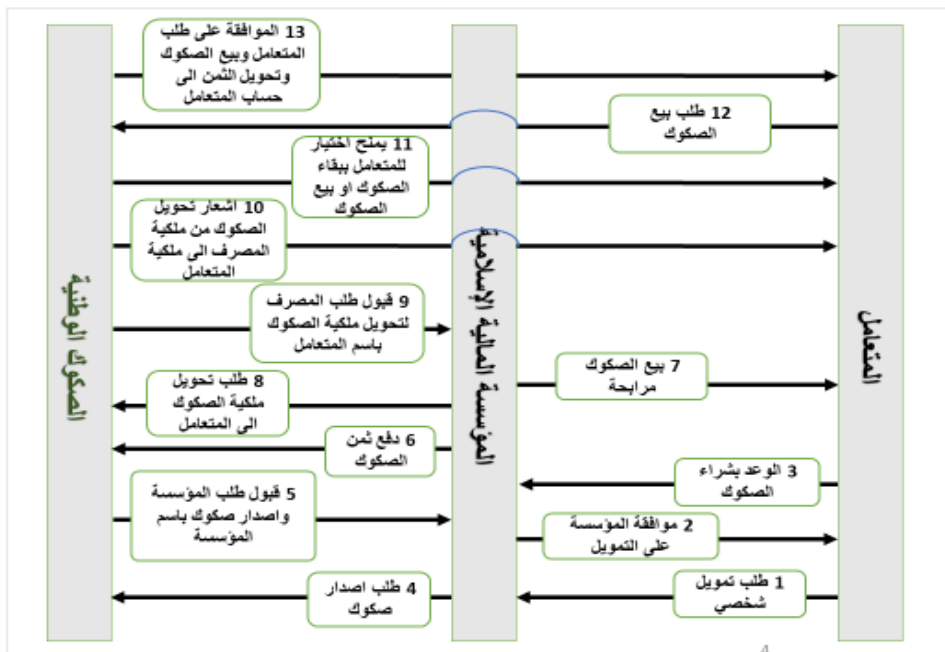 13 الموافقة على طلب
المتعامل وبيع الصكوك
وتحويل الثمن الى
حساب المتعامل
12 طلب بيع
الصكوك
11 يمنح اختيار
للمتعامل ببقاء
الصكوك او بيع
الصكوك
10 اشعار تحويل
الصكوك من ملكية
المصرف الى ملكية
المتعامل
9 قبول طلب المصرف
لتحويل ملكية الصكوك
باسم المتعامل
7 بيع الصكوك
مرابحة
8 طلب تحويل
ملكية الصكوك
الى المتعامل
6 دفع ثمن
الصكوك
3 الوعد بشراء
الصكوك
5 قبول طلب المؤسسة
واصدار صكوك باسم
المؤسسة
2 موافقة المؤسسة
على التمويل
1 طلب تمويل
شخصي
4 طلب اصدار
صكوك
المتعامل
المؤسسة المالية الإسلامية
الصكوك الوطنية